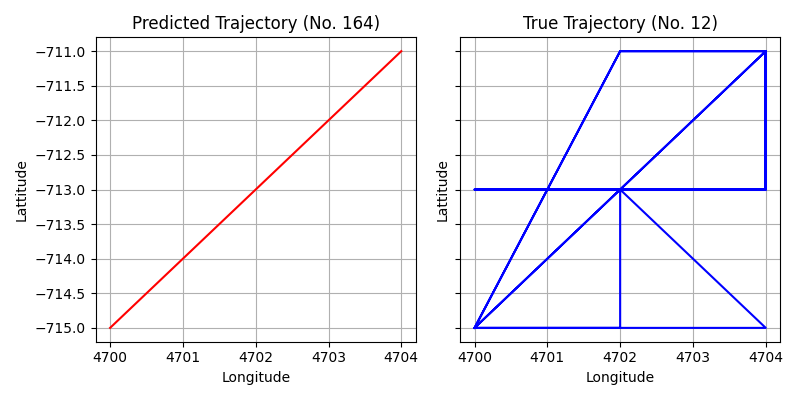 Predicted Trajectory (No. 164)
True Trajectory (No. 12)
Lattitude
−711.0
−711.5
−712.0
−712.5
−713.0
−713.5
−714.0
−714.5
−715.0
4700 4701 4702 4703 4704
Longitude
Lattitude
4700 4701 4702 4703 4704
Longitude